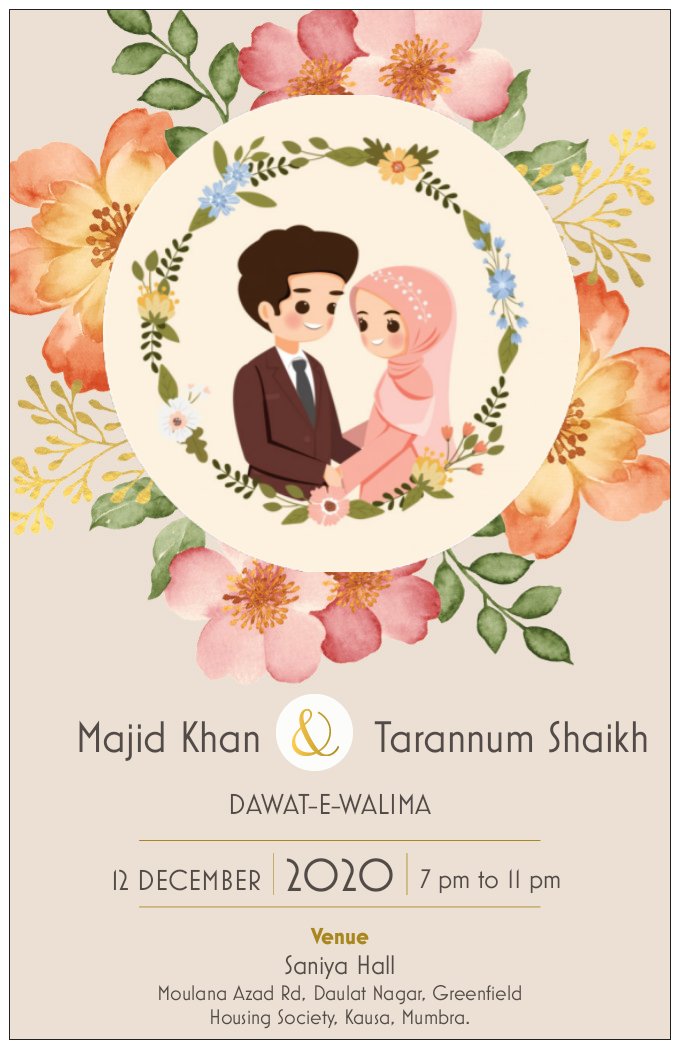 Majid Khan & Tarannum Shaikh
DAWAT-E-WALIMA
12 DECEMBER 2020 7 pm to 11 pm
Venue
Saniya Hall
Moulana Azad Rd, Daulat Nagar, Greenfield
Housing Society, Kausa, Mumbra.